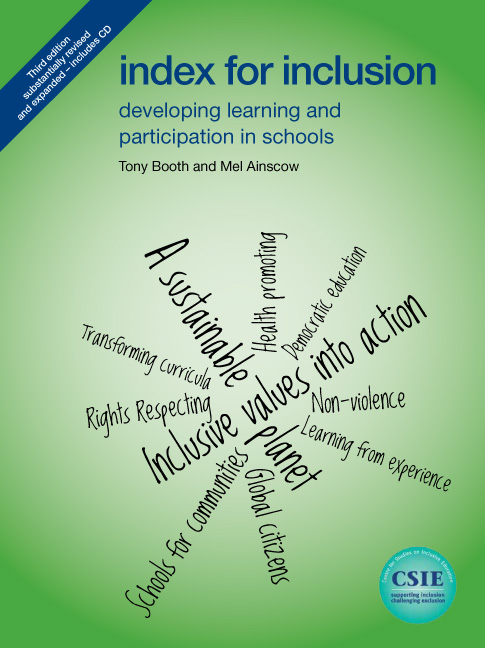 Third edition
substantially revised
and expanded – includes CD
index for inclusion
developing learning and
participation in schools
Tony Booth and Mel Ainscow
A sustainable
planet
Health promoting
Democratic education
Transforming curricula
Inclusive values into action
Rights Respecting
Non-violence
Learning from experience
Schools for communities
Global citizens
Centre for Studies on Inclusive Education
CSIE
supporting inclusion
challenging exclusion